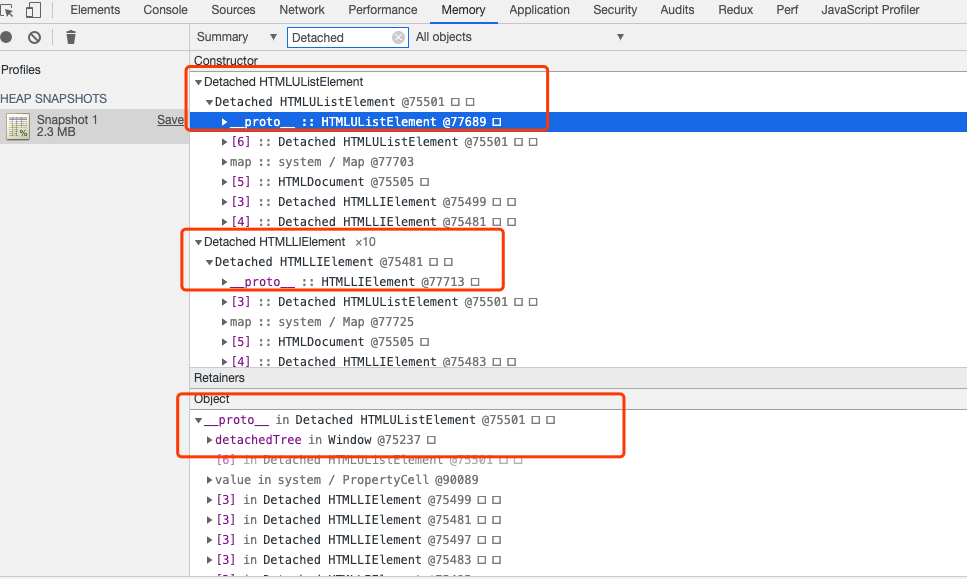 Elements Console Sources Network Performance Memory Application Security Audits Redux Perf JavaScript Profiler
Summary ▼ Detached All objects ▼
Profiles
HEAP SNAPSHOTS
Snapshot 1 Save
2.3 MB
Constructor
▼Detached HTMLUListElement
▼Detached HTMLUListElement @75501
▶__proto__ :: HTMLUListElement @77689
▶[6] :: Detached HTMLUListElement @75501
▶map :: system / Map @77703
▶[5] :: HTMLDocument @75505
▶[3] :: Detached HTMLLIElement @75499
▶[4] :: Detached HTMLLIElement @75481
▼Detached HTMLLIElement ×10
▼Detached HTMLLIElement @75481
▶__proto__ :: HTMLLIElement @77713
▶[3] :: Detached HTMLUListElement @75501
▶map :: system / Map @77725
▶[5] :: HTMLDocument @75505
▶[4] :: Detached HTMLLIElement @75483
Retainers
Object
▼__proto__ in Detached HTMLUListElement @75501
▶detachedTree in Window @75237
[6] in Detached HTMLUListElement @75501
▶value in system / PropertyCell @90089
▶[3] in Detached HTMLLIElement @75499
▶[3] in Detached HTMLLIElement @75481
▶[3] in Detached HTMLLIElement @75497
▶[3] in Detached HTMLLIElement @75483